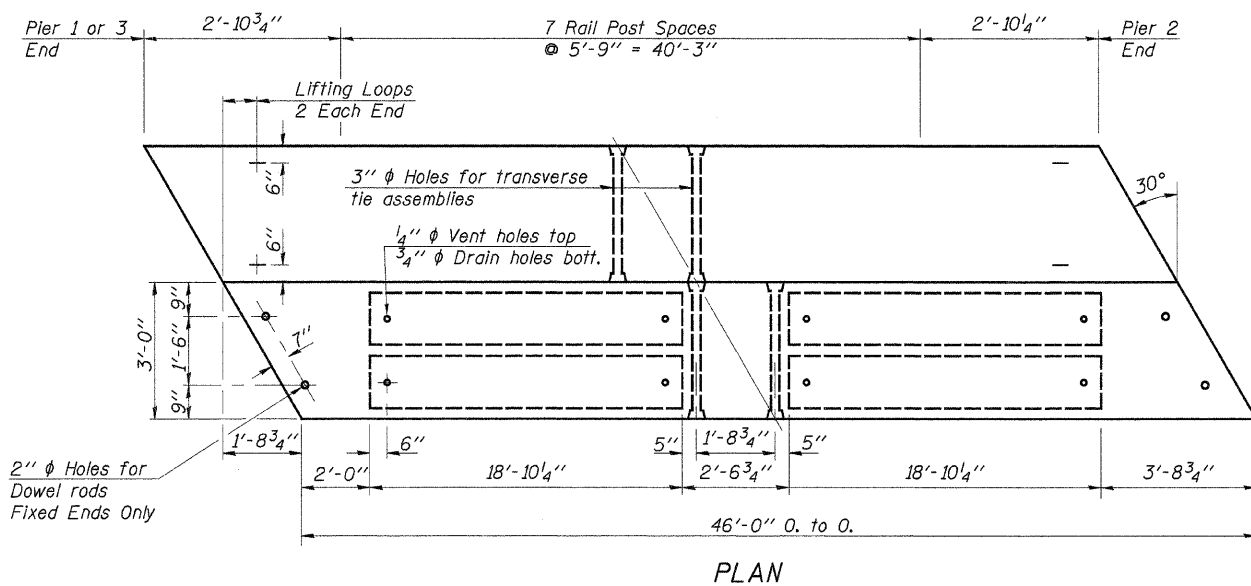 Pier 1 or 3
End
2'-10¾"
7 Rail Post Spaces
@ 5'-9" = 40'-3"
2'-10¼"
Pier 2
End
Lifting Loops
2 Each End
6"
6"
3" ϕ Holes for transverse
tie assemblies
¼" ϕ Vent holes top
¾" ϕ Drain holes bott.
30°
3'-0"
9"
1'-6"
9"
7"
1'-8¾"
2" ϕ Holes for
Dowel rods
Fixed Ends Only
2'-0"
6"
18'-10¼"
5"
1'-8¾"
2'-6¾"
5"
18'-10¼"
3'-8¾"
46'-0" O. to O.
PLAN